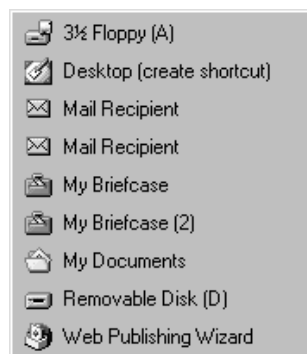 3½ Floppy (A)
Desktop (create shortcut)
Mail Recipient
Mail Recipient
My Briefcase
My Briefcase (2)
My Documents
Removable Disk (D)
Web Publishing Wizard